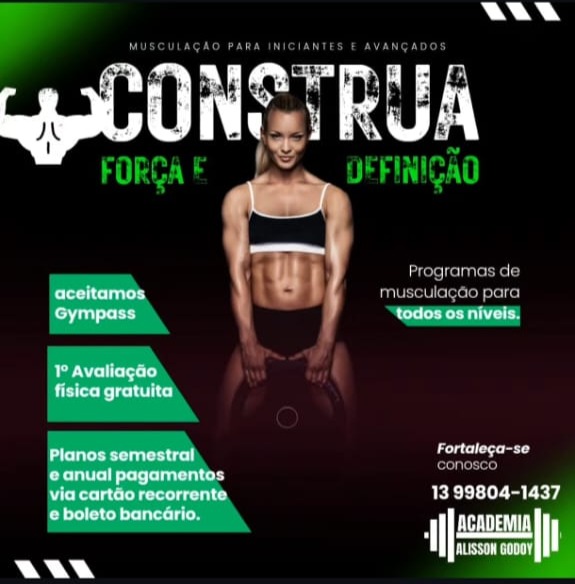 MUSCULAÇÃO PARA INICIANTES E AVANÇADOS
CONSTRUA
FORÇA E DEFINIÇÃO
aceitamos
Gympass
1º Avaliação
física gratuita
Planos semestral
e anual pagamentos
via cartão recorrente
e boleto bancário.
Programas de
musculação para
todos os níveis.
Fortaleça-se
conosco
13 99804-1437
ACADEMIA
ALISSON GODOY